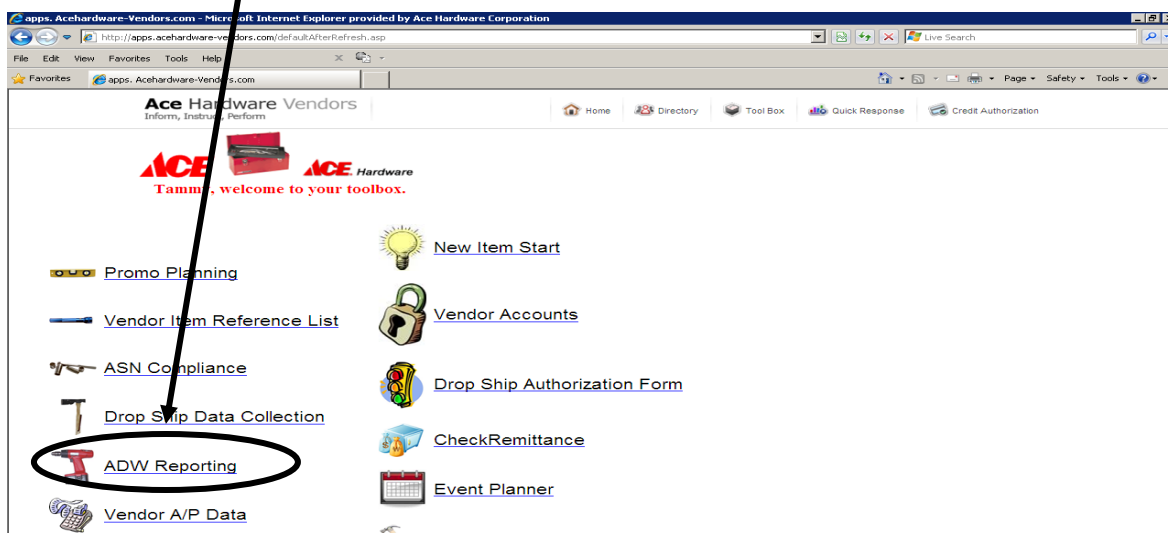 apps. Acehardware-Vendors.com - Microsoft Internet Explorer provided by Ace Hardware Corporation
http://apps.acehardware-vendors.com/defaultAfterRefresh.asp
Live Search
File Edit View Favorites Tools Help
Favorites apps. Acehardware-Vendors.com
Page Safety Tools
Ace Hardware Vendors
Inform, Instruct, Perform
Home Directory Tool Box Quick Response Credit Authorization
ACE ACE. Hardware
Tammy, welcome to your toolbox.
New Item Start
Promo Planning
Vendor Accounts
Vendor Item Reference List
ASN Compliance
Drop Ship Authorization Form
Drop Ship Data Collection
CheckRemittance
ADW Reporting
Event Planner
Vendor A/P Data